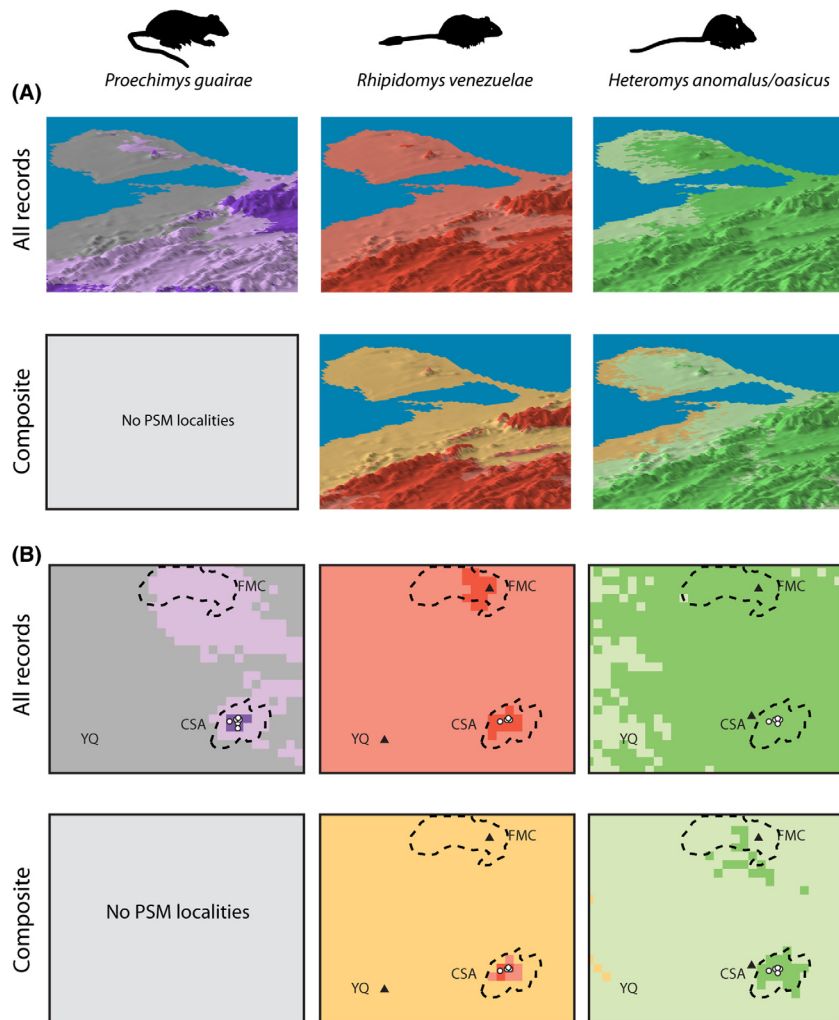 Proechimys guairae
Rhipidomys venezuelae
Heteromys anomalus/oasicus
(A)
All records
Composite
No PSM localities
(B)
All records
FMC
CSA
YQ
FMC
CSA
YQ
FMC
CSA
YQ
Composite
No PSM localities
FMC
CSA
YQ
FMC
CSA
YQ